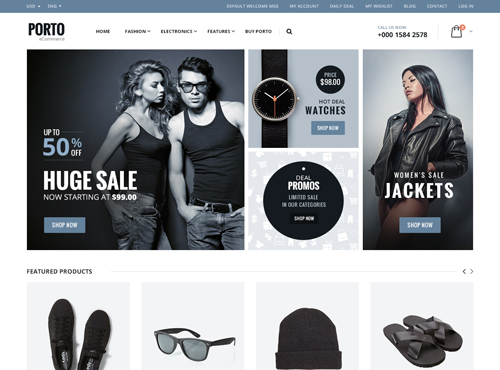 USD ENG DEFAULT WELCOME MSG MY ACCOUNT DAILY DEAL MY WISHLIST BLOG CONTACT LOG IN
PORTO
eCommerce
HOME FASHION ELECTRONICS FEATURES BUY PORTO
CALL US NOW
+000 1584 2578
UP TO
50%
OFF
HUGE SALE
NOW STARTING AT $99.00
SHOP NOW
PRICE
$98.00
HOT DEAL
WATCHES
SHOP NOW
DEAL
PROMOS
LIMITED SALE
IN OUR CATEGORIES
SHOP NOW
WOMEN'S SALE
JACKETS
SHOP NOW
FEATURED PRODUCTS